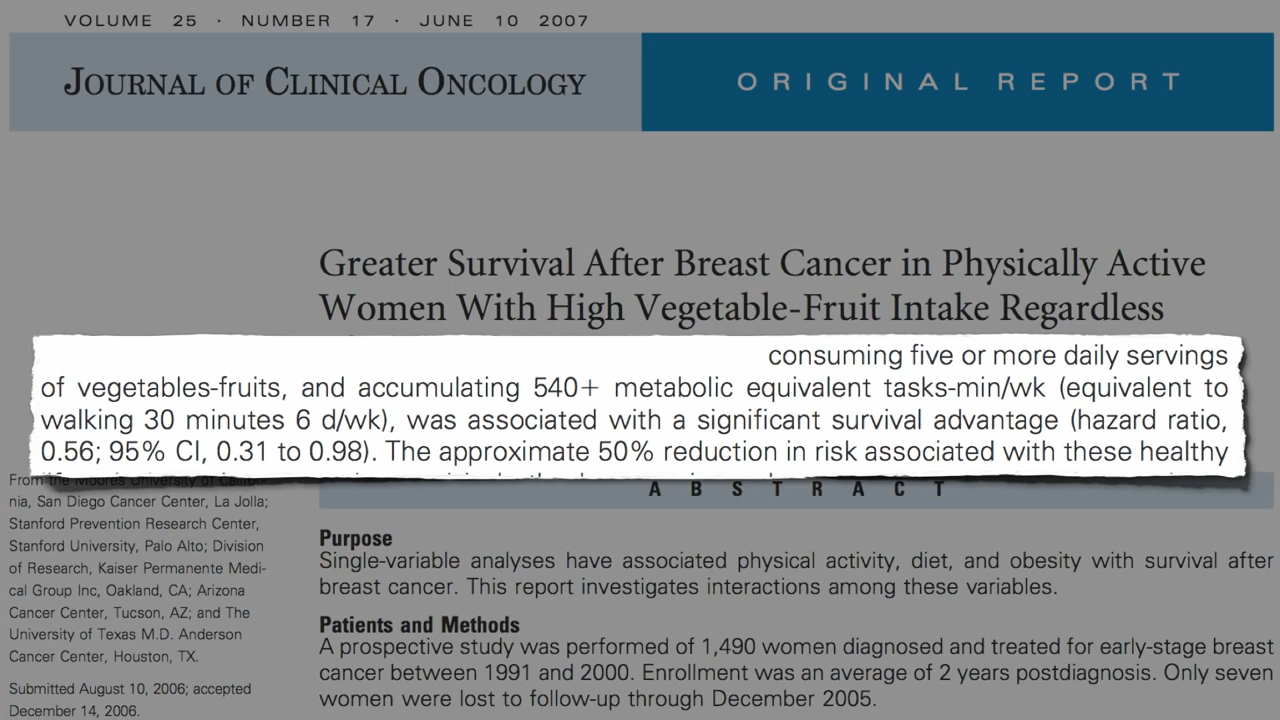 VOLUME 25 · NUMBER 17 · JUNE 10 2007
JOURNAL OF CLINICAL ONCOLOGY
ORIGINAL REPORT
Greater Survival After Breast Cancer in Physically Active
Women With High Vegetable-Fruit Intake Regardless
consuming five or more daily servings
of vegetables-fruits, and accumulating 540+ metabolic equivalent tasks-min/wk (equivalent to
walking 30 minutes 6 d/wk), was associated with a significant survival advantage (hazard ratio,
0.56; 95% CI, 0.31 to 0.98). The approximate 50% reduction in risk associated with these healthy
From the Moores University of Califor-
nia, San Diego Cancer Center, La Jolla;
Stanford Prevention Research Center,
Stanford University, Palo Alto; Division
of Research, Kaiser Permanente Medi-
cal Group Inc, Oakland, CA; Arizona
Cancer Center, Tucson, AZ; and The
University of Texas M.D. Anderson
Cancer Center, Houston, TX.
Submitted August 10, 2006; accepted
December 14, 2006.
ABSTRACT
Purpose
Single-variable analyses have associated physical activity, diet, and obesity with survival after
breast cancer. This report investigates interactions among these variables.
Patients and Methods
A prospective study was performed of 1,490 women diagnosed and treated for early-stage breast
cancer between 1991 and 2000. Enrollment was an average of 2 years postdiagnosis. Only seven
women were lost to follow-up through December 2005.